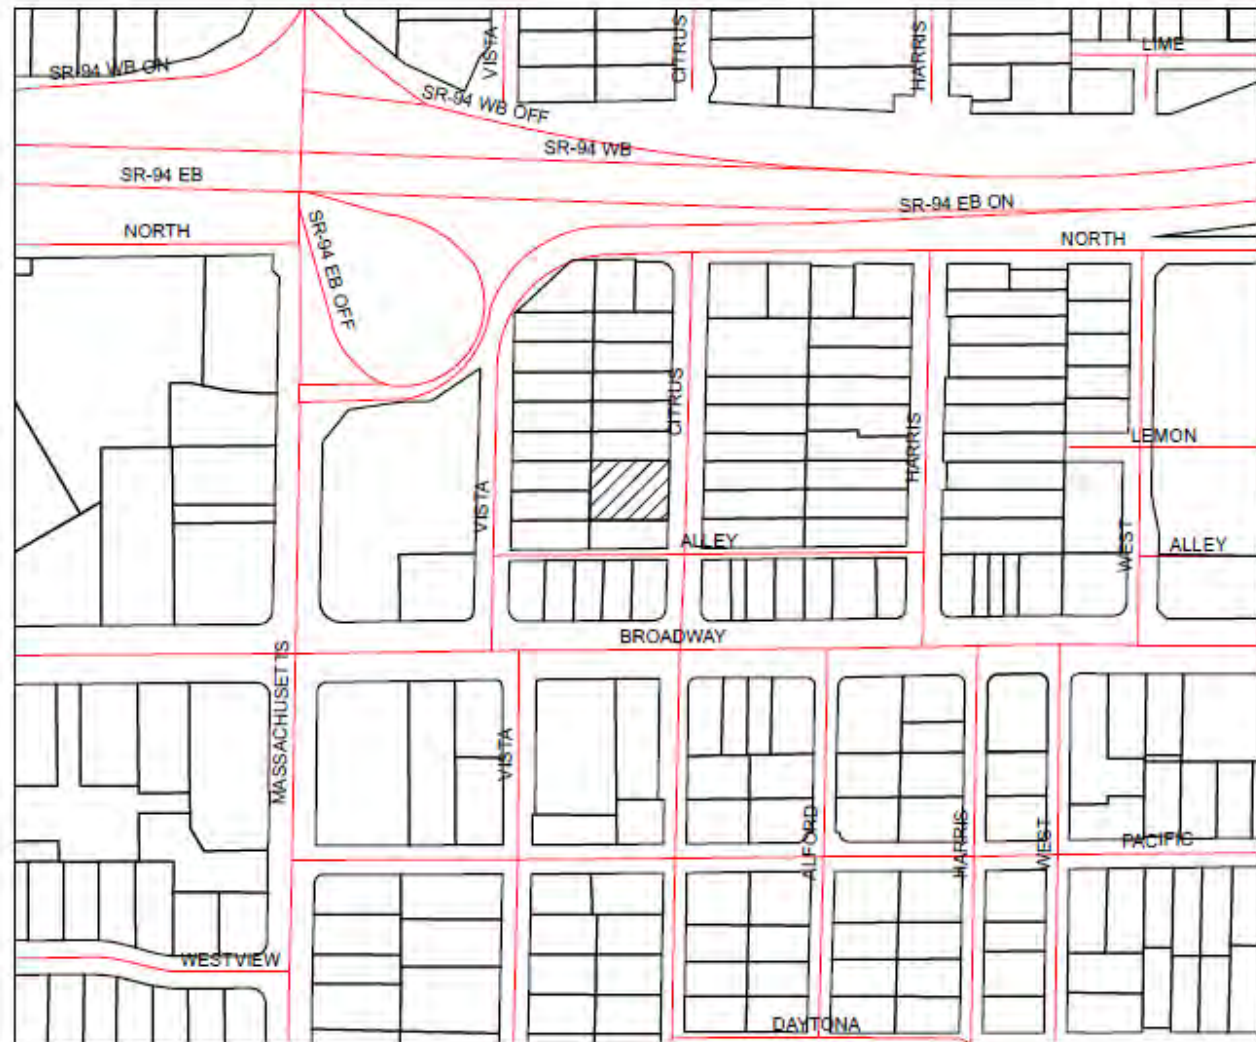 VISTA
CITRUS
HARRIS
LIME
SR-94 WB ON
SR-94 WB OFF
SR-94 WB
SR-94 EB
SR-94 EB ON
SR-94 EB OFF
NORTH
NORTH
CITRUS
HARRIS
LEMON
VISTA
WEST
ALLEY
ALLEY
BROADWAY
MASSACHUSETTS
VISTA
ALFORD
HARRIS
WEST
PACIFIC
WESTVIEW
DAYTONA